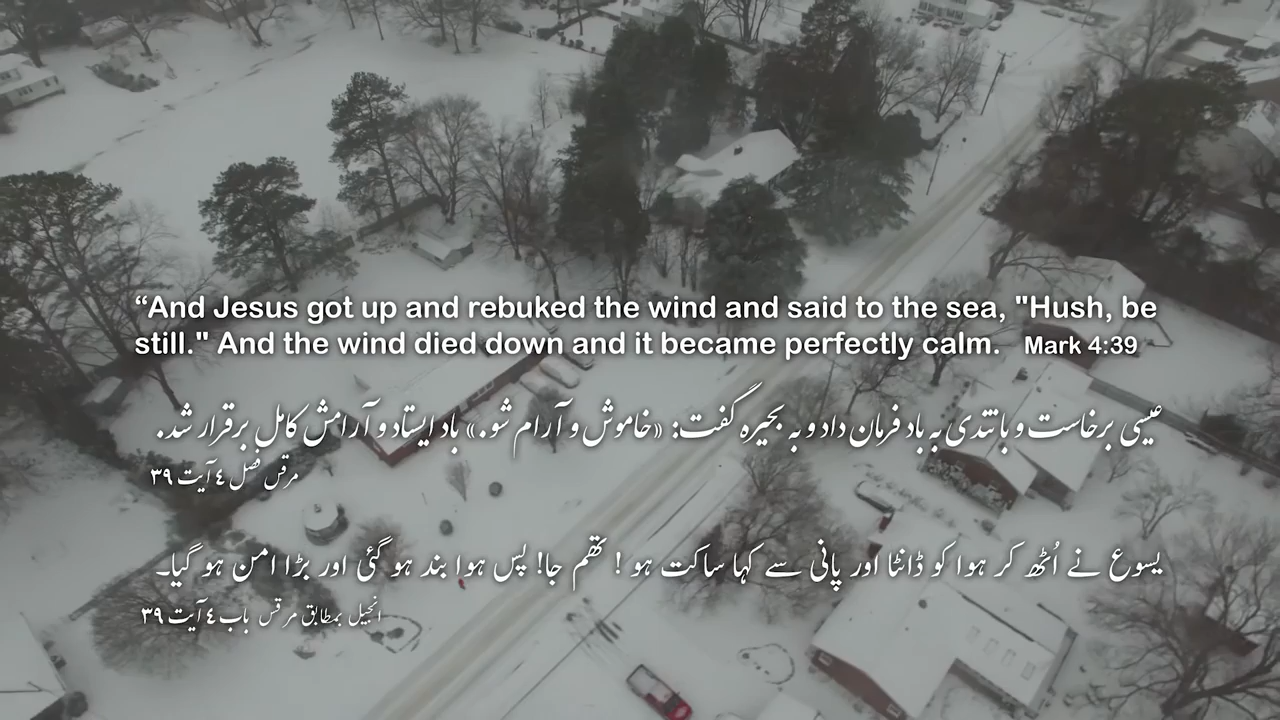 “And Jesus got up and rebuked the wind and said to the sea, "Hush, be
still." And the wind died down and it became perfectly calm. Mark 4:39
عیسی برخاست و با تندی به باد فرمان داد و به بحیره گفت: «خاموش و آرام شو.» باد ایستاد و آرامش کامل برقرار شد.
مرقس فصل ٤ آیت ٣٩
یسوع نے اُٹھ کر ہوا کو ڈانٹا اور پانی سے کہا ساکت ہو ! تھم جا! پس ہوا بند ہو گئی اور بڑا امن ہو گیا۔
انجیل بمطابق مرقس باب ٤ آیت ٣٩